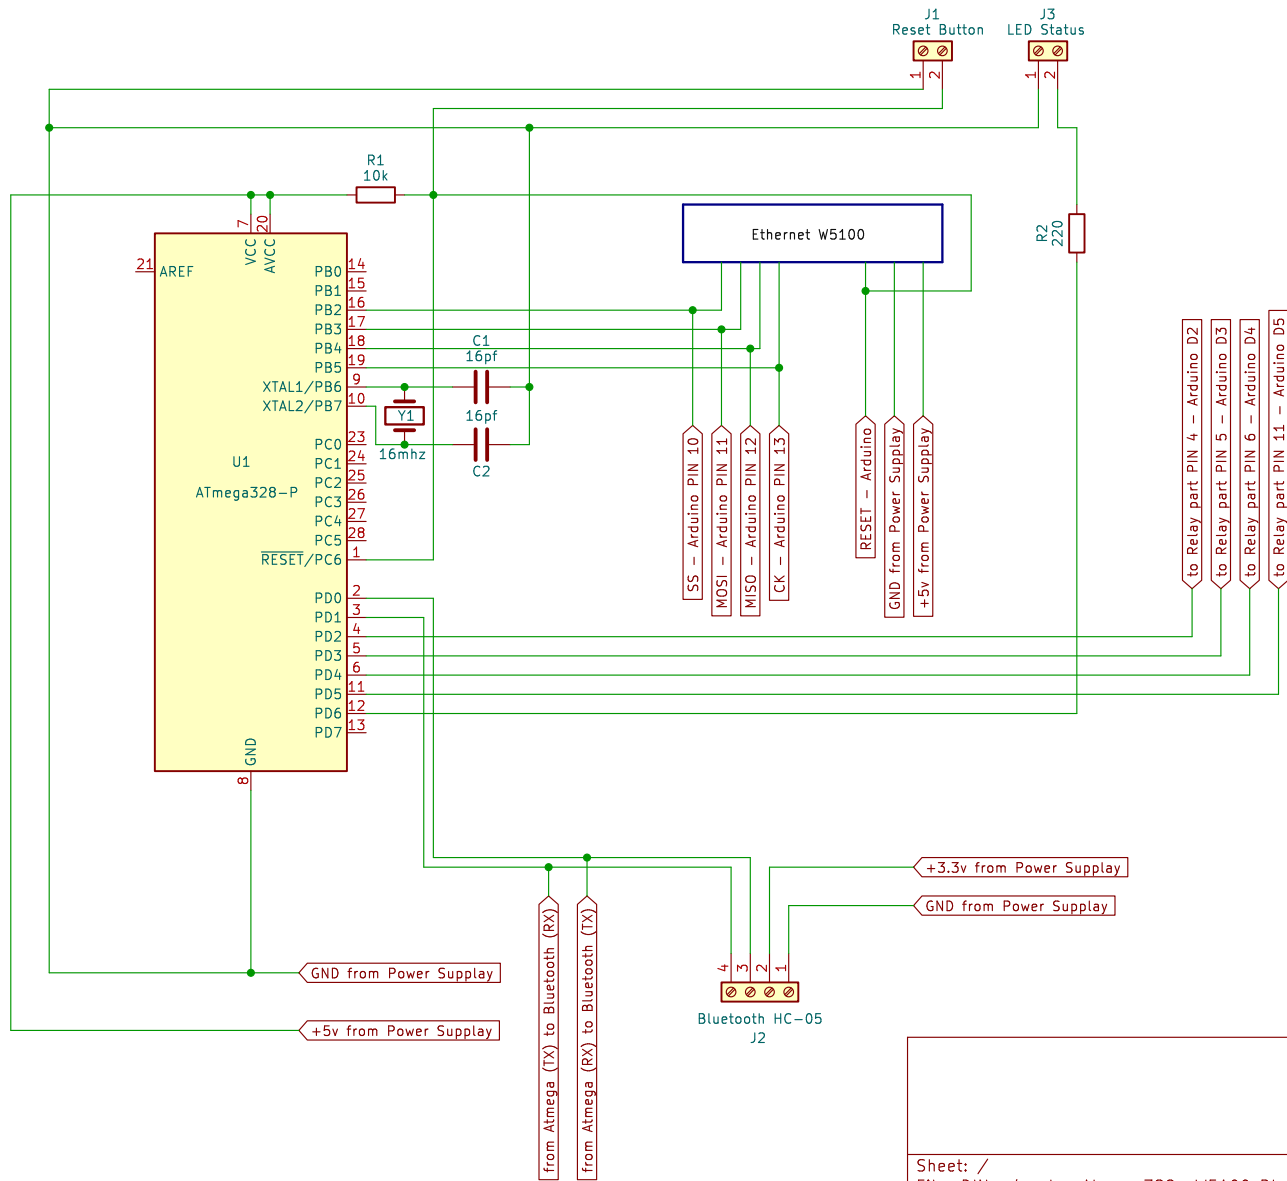 J1
Reset Button
1
2
J3
LED Status
1
2
R1
10k
R2
220
Ethernet W5100
7
20
VCC
AVCC
21
AREF
PB0
14
PB1
15
PB2
16
PB3
17
PB4
18
PB5
19
XTAL1/PB6
9
XTAL2/PB7
10
PC0
23
PC1
24
PC2
25
PC3
26
PC4
27
PC5
28
RESET/PC6
1
PD0
2
PD1
3
PD2
4
PD3
5
PD4
6
PD5
11
PD6
12
PD7
13
U1
ATmega328-P
GND
8
C1
16pf
16pf
C2
Y1
16mhz
SS - Arduino PIN 10
MOSI - Arduino PIN 11
MISO - Arduino PIN 12
CK - Arduino PIN 13
RESET - Arduino
GND from Power Supplay
+5v from Power Supplay
to Relay part PIN 4 - Arduino D2
to Relay part PIN 5 - Arduino D3
to Relay part PIN 6 - Arduino D4
to Relay part PIN 11 - Arduino D5
+3.3v from Power Supplay
GND from Power Supplay
GND from Power Supplay
+5v from Power Supplay
from Atmega (TX) to Bluetooth (RX)
from Atmega (RX) to Bluetooth (TX)
4
3
2
1
Bluetooth HC-05
J2
Sheet: /